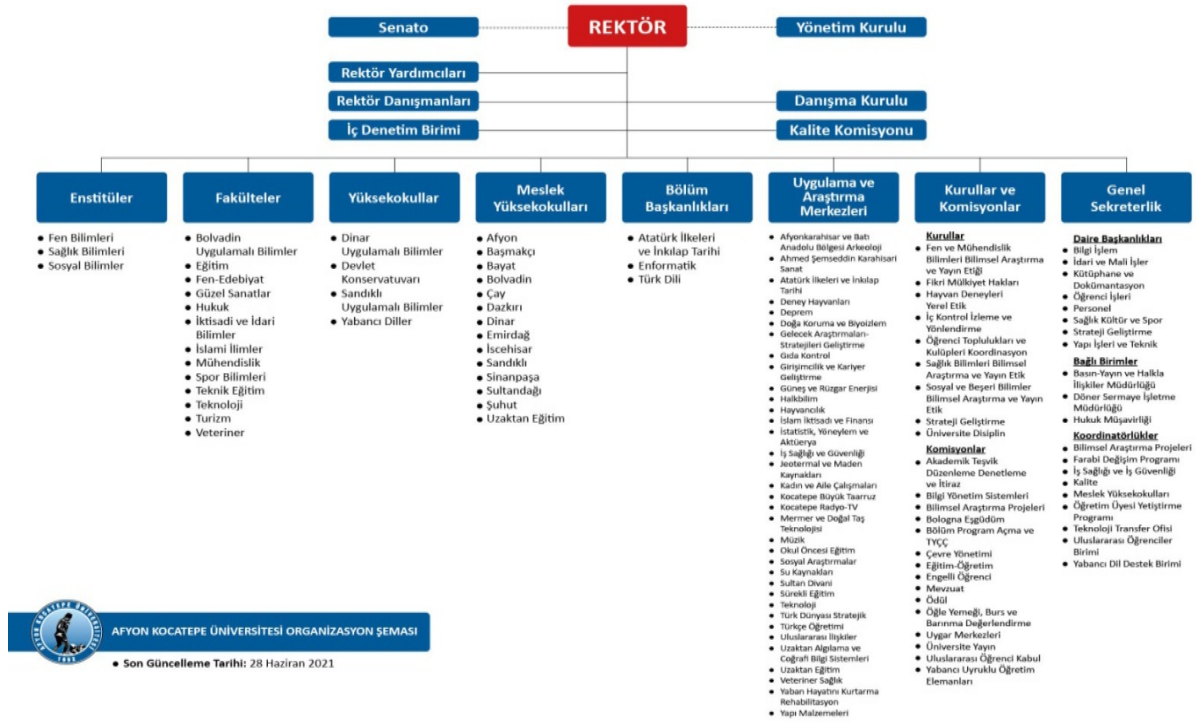 Senato
REKTÖR
Yönetim Kurulu
Rektör Yardımcıları
Rektör Danışmanları
Danışma Kurulu
İç Denetim Birimi
Kalite Komisyonu
Enstitüler
• Fen Bilimleri
• Sağlık Bilimleri
• Sosyal Bilimler
Fakülteler
• Bolvadin
Uygulamalı Bilimler
• Eğitim
• Fen-Edebiyat
• Güzel Sanatlar
• Hukuk
• İktisadi ve İdari
Bilimler
• İslami İlimler
• Mühendislik
• Spor Bilimleri
• Teknik Eğitim
• Teknoloji
• Turizm
• Veteriner
Yüksekokullar
• Dinar
Uygulamalı Bilimler
• Devlet
Konservatuvarı
• Sandıklı
Uygulamalı Bilimler
• Yabancı Diller
Meslek
Yüksekokulları
• Afyon
• Başmakçı
• Bayat
• Bolvadin
• Çay
• Dazkırı
• Dinar
• Emirdağ
• İscehisar
• Sandıklı
• Sinanpaşa
• Sultandağı
• Şuhut
• Uzaktan Eğitim
Bölüm
Başkanlıkları
• Atatürk İlkeleri
ve İnkılap Tarihi
• Enformatik
• Türk Dili
Uygulama ve
Araştırma
Merkezleri
• Afyonkarahisar ve Batı
Anadolu Bölgesi Arkeoloji
• Ahmed Şemseddin Karahisari
Sanat
• Atatürk İlkeleri ve İnkılap
Tarihi
• Deney Hayvanları
• Deprem
• Doğa Koruma ve Biyoizlem
• Gelecek Araştırmaları-
Stratejileri Geliştirme
• Gıda Kontrol
• Girişimcilik ve Kariyer
Geliştirme
• Güneş ve Rüzgar Enerjisi
• Halkbilim
• Hayvancılık
• İslam İktisadı ve Finansı
• İstatistik, Yöneylem ve
Aktüerya
• İş Sağlığı ve Güvenliği
• Jeotermal ve Maden
Kaynakları
• Kadın ve Aile Çalışmaları
• Kocatepe Büyük Taarruz
• Kocatepe Radyo-TV
• Mermer ve Doğal Taş
Teknolojisi
• Müzik
• Okul Öncesi Eğitim
• Sosyal Araştırmalar
• Su Kaynakları
• Sultan Divani
• Sürekli Eğitim
• Teknoloji
• Türk Dünyası Stratejik
• Türkçe Öğretimi
• Uluslararası İlişkiler
• Uzaktan Algılama ve
Coğrafi Bilgi Sistemleri
• Uzaktan Eğitim
• Veteriner Sağlık
• Yaban Hayatını Kurtarma
Rehabilitasyon
• Yapı Malzemeleri
Kurullar ve
Komisyonlar
Kurullar
• Fen ve Mühendislik
Bilimleri Bilimsel Araştırma
ve Yayın Etiği
• Fikri Mülkiyet Hakları
• Hayvan Deneyleri
Yerel Etik
• İç Kontrol İzleme ve
Yönlendirme
• Öğrenci Toplulukları ve
Kulüpleri Koordinasyon
• Sağlık Bilimleri Bilimsel
Araştırma ve Yayın Etik
• Sosyal ve Beşeri Bilimler
Bilimsel Araştırma ve Yayın
Etik
• Strateji Geliştirme
• Üniversite Disiplin
Komisyonlar
• Akademik Teşvik
Düzenleme Denetleme
ve İtiraz
• Bilgi Yönetim Sistemleri
• Bilimsel Araştırma Projeleri
• Bologna Eşgüdüm
• Bölüm Program Açma ve
TYÇÇ
• Çevre Yönetimi
• Eğitim-Öğretim
• Engelli Öğrenci
• Mevzuat
• Ödül
• Öğle Yemeği, Burs ve
Barınma Değerlendirme
• Uygar Merkezleri
• Üniversite Yayın
• Uluslararası Öğrenci Kabul
• Yabancı Uyruklu Öğretim
Elemanları
Genel
Sekreterlik
Daire Başkanlıkları
• Bilgi İşlem
• İdari ve Mali İşler
• Kütüphane ve
Dokümantasyon
• Öğrenci İşleri
• Personel
• Sağlık Kültür ve Spor
• Strateji Geliştirme
• Yapı İşleri ve Teknik
Bağlı Birimler
• Basın-Yayın ve Halkla
İlişkiler Müdürlüğü
• Döner Sermaye İşletme
Müdürlüğü
• Hukuk Müşavirliği
Koordinatörlükler
• Bilimsel Araştırma Projeleri
• Farabi Değişim Programı
• İş Sağlığı ve İş Güvenliği
• Kalite
• Meslek Yüksekokulları
• Öğretim Üyesi Yetiştirme
Programı
• Teknoloji Transfer Ofisi
• Uluslararası Öğrenciler
Birimi
• Yabancı Dil Destek Birimi
AFYON KOCATEPE ÜNİVERSİTESİ
1992
AFYON KOCATEPE ÜNİVERSİTESİ ORGANİZASYON ŞEMASI
• Son Güncelleme Tarihi: 28 Haziran 2021